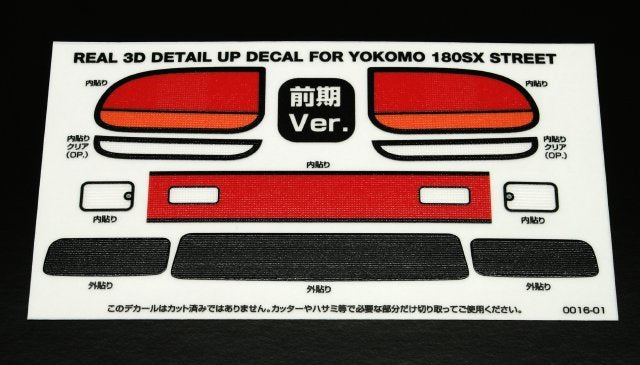 REAL 3D DETAIL UP DECAL FOR YOKOMO 180SX STREET
内貼り
前期
Ver.
内貼り
内貼り
クリア
(OP.)
内貼り
クリア
(OP.)
内貼り
内貼り
内貼り
外貼り
外貼り
外貼り
このデカールはカット済みではありません。カッターやハサミ等で必要な部分だけ切り取ってご使用ください。
0016-01